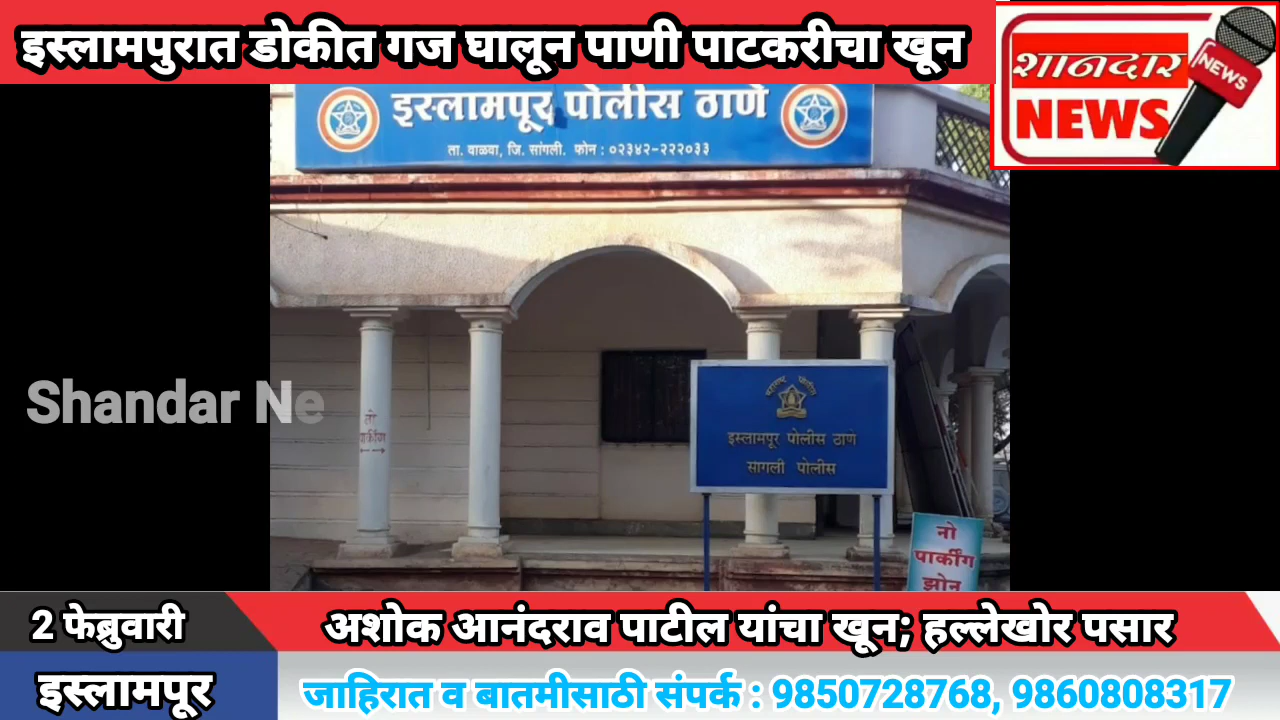 इस्लामपुरात डोकीत गज घालून पाणी पाटकरीचा खून
शानदार
NEWS
NEWS
इस्लामपूर पोलीस ठाणे
ता. वाळवा, जि. सांगली. फोन : ०२३४२-२२२०३३
Shandar Ne
नो
पार्कींग
इस्लामपूर पोलीस ठाणे
सांगली पोलीस
नो
पार्कींग
झोन
2 फेब्रुवारी
अशोक आनंदराव पाटील यांचा खून; हल्लेखोर पसार
इस्लामपूर
जाहिरात व बातमीसाठी संपर्क : 9850728768, 9860808317